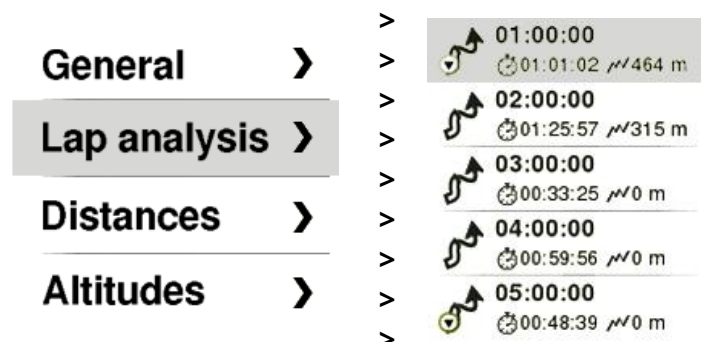 General >
Lap analysis >
Distances >
Altitudes >
>
>
>
>
>
>
>
>
>
01:00:00
01:01:02 464 m
02:00:00
01:25:57 315 m
03:00:00
00:33:25 0 m
04:00:00
00:59:56 0 m
05:00:00
00:48:39 0 m